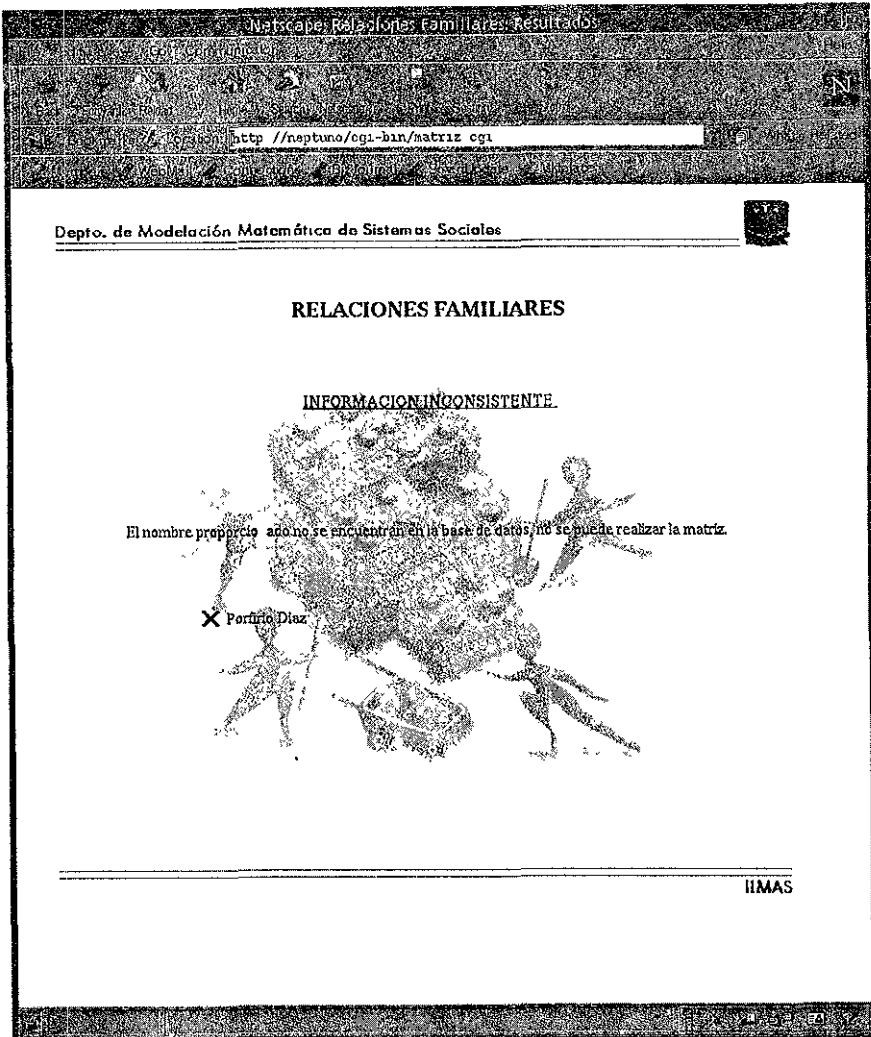 Netscape: Relaciones Familiares: Resultados
http //neptuno/cgi-bin/matriz cgi
Depto. de Modelación Matemática de Sistemas Sociales
RELACIONES FAMILIARES
INFORMACION INCONSISTENTE
El nombre proporcio ado no se encuentran en la base de datos, no se puede realizar la matriz.
Porfirio Diaz
IIMAS